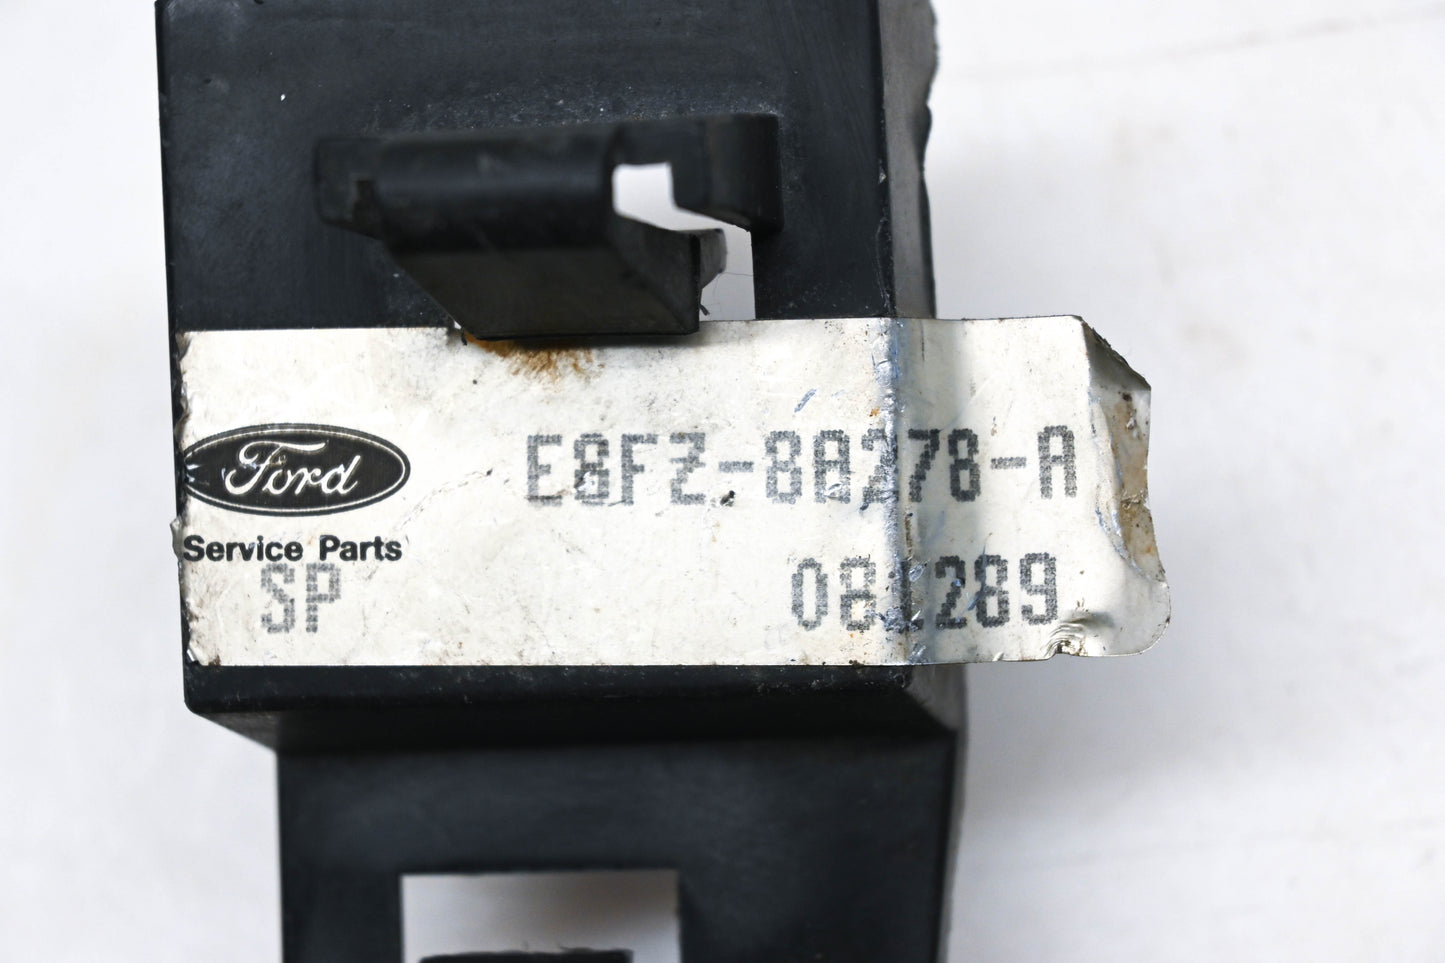 Ford
E8FZ-8A278-A
Service Parts
SP
081289